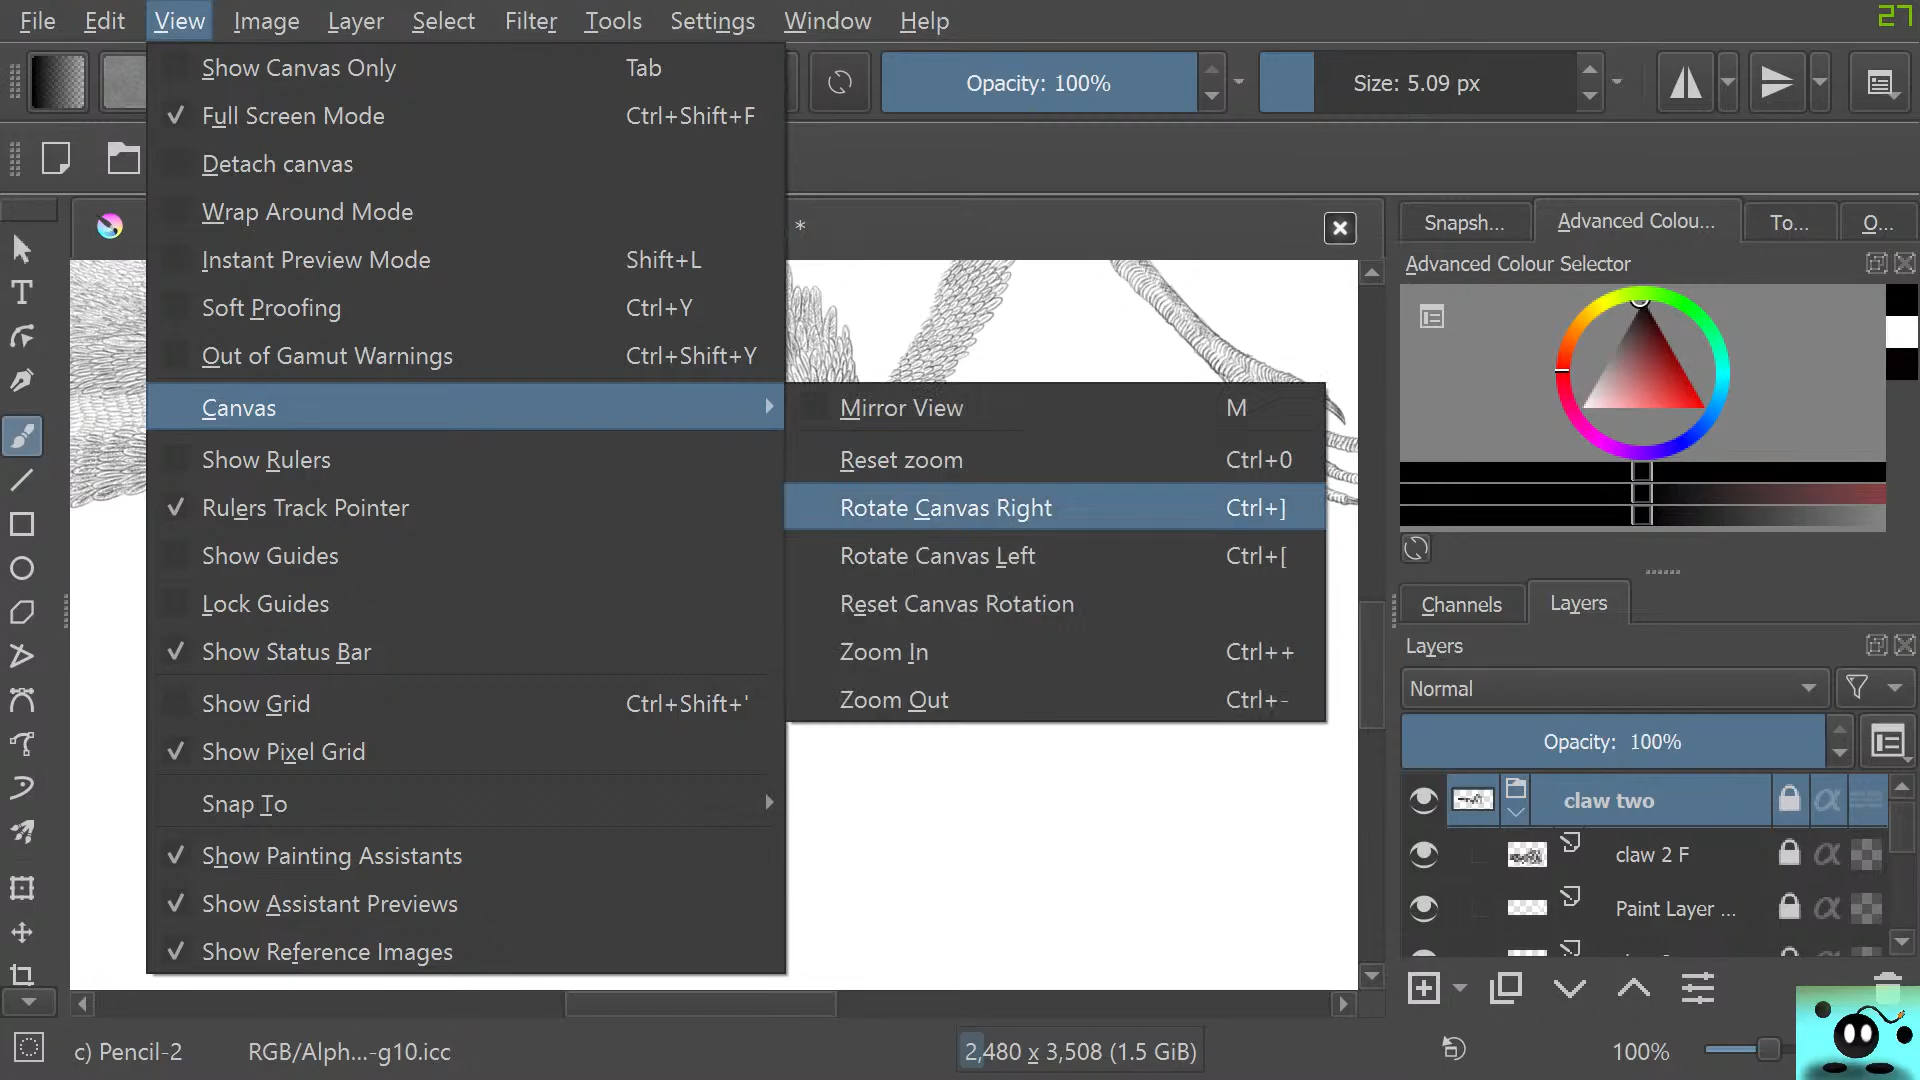 File Edit View Image Layer Select Filter Tools Settings Window Help
27
Show Canvas Only Tab
Opacity: 100%
Size: 5.09 px
Full Screen Mode Ctrl+Shift+F
Detach canvas
Wrap Around Mode
*
Snapsh... Advanced Colou... To... O...
Instant Preview Mode Shift+L
Advanced Colour Selector
Soft Proofing Ctrl+Y
Out of Gamut Warnings Ctrl+Shift+Y
Canvas
Mirror View M
Show Rulers
Reset zoom Ctrl+0
Rulers Track Pointer
Rotate Canvas Right Ctrl+]
Show Guides
Rotate Canvas Left Ctrl+[
Lock Guides
Reset Canvas Rotation
Channels Layers
Show Status Bar
Zoom In Ctrl++
Layers
Show Grid Ctrl+Shift+'
Zoom Out Ctrl+-
Normal
Show Pixel Grid
Opacity: 100%
Snap To
claw two
Show Painting Assistants
claw 2 F
Show Assistant Previews
Paint Layer ...
Show Reference Images
c) Pencil-2
RGB/Alph...-g10.icc
2,480 x 3,508 (1.5 GiB)
100%